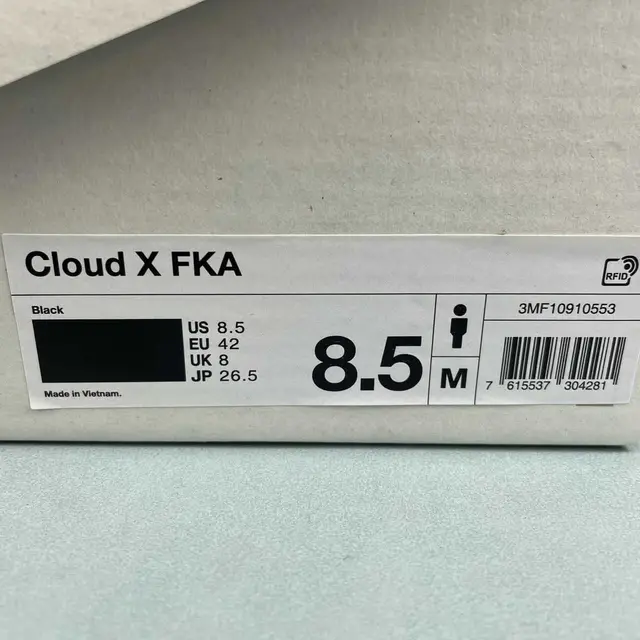 Cloud X FKA
RFID
Black
US 8.5
EU 42
UK 8
JP 26.5
Made in Vietnam.
8.5
M
3MF10910553
7 615537 304281